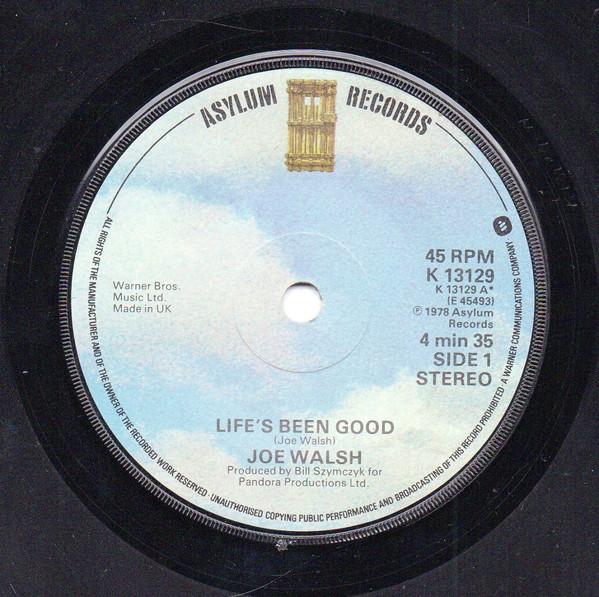 ASYLUM RECORDS
45 RPM
K 13129
K 13129 A*
(E 45493)
℗ 1978 Asylum
Records
4 min 35
SIDE 1
STEREO
Warner Bros.
Music Ltd.
Made in UK
LIFE'S BEEN GOOD
(Joe Walsh)
JOE WALSH
Produced by Bill Szymczyk for
Pandora Productions Ltd.
ALL RIGHTS OF THE MANUFACTURER AND OF THE OWNER OF THE RECORDED WORK RESERVED · UNAUTHORISED COPYING PUBLIC PERFORMANCE AND BROADCASTING OF THIS RECORD PROHIBITED · A WARNER COMMUNICATIONS COMPANY